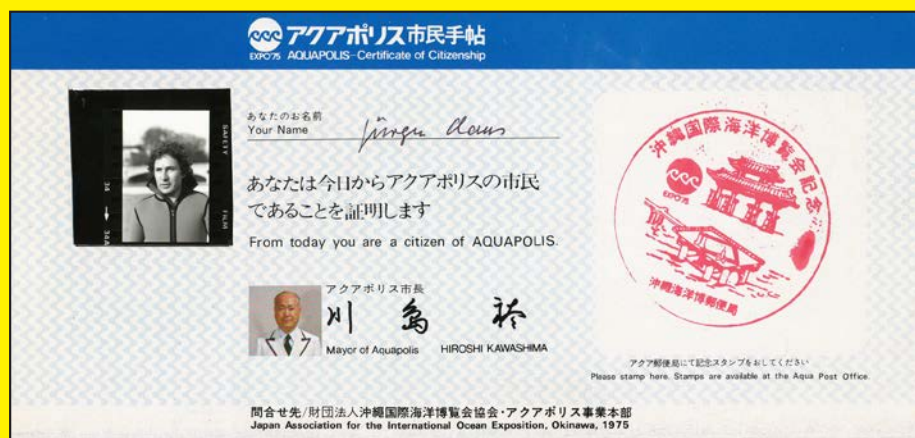 アクアポリス市民手帖
EXPO'75 AQUAPOLIS–Certificate of Citizenship
SAFETY
34
34A
FILM
あなたのお名前
Your Name
Jürgen Claus
あなたは今日からアクアポリスの市民
であることを証明します
From today you are a citizen of AQUAPOLIS.
アクアポリス市長
川島 裕
Mayor of Aquapolis HIROSHI KAWASHIMA
沖縄国際海洋博覧会記念
EXPO'75
沖縄海洋博郵便局
アクア郵便局にて記念スタンプをおしてください
Please stamp here. Stamps are available at the Aqua Post Office.
問合せ先/財団法人沖縄国際海洋博覧会協会・アクアポリス事業本部
Japan Association for the International Ocean Exposition, Okinawa, 1975